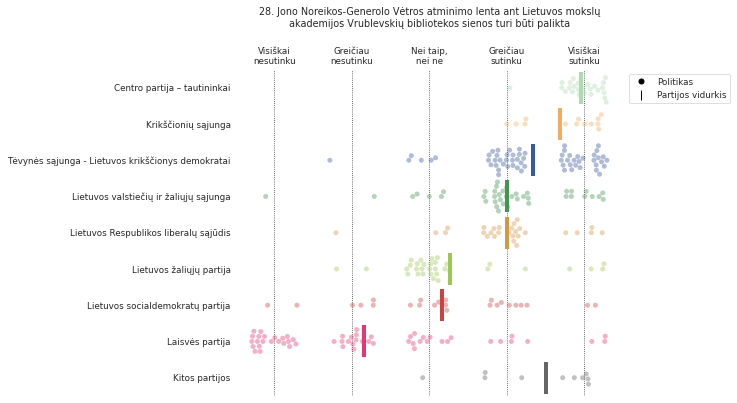 28. Jono Noreikos-Generolo Vėtros atminimo lenta ant Lietuvos mokslų
akademijos Vrublevskių bibliotekos sienos turi būti palikta
Visiškai
nesutinku
Greičiau
nesutinku
Nei taip,
nei ne
Greičiau
sutinku
Visiškai
sutinku
Politikas
Partijos vidurkis
Centro partija – tautininkai
Krikščionių sąjunga
Tėvynės sąjunga - Lietuvos krikščionys demokratai
Lietuvos valstiečių ir žaliųjų sąjunga
Lietuvos Respublikos liberalų sąjūdis
Lietuvos žaliųjų partija
Lietuvos socialdemokratų partija
Laisvės partija
Kitos partijos